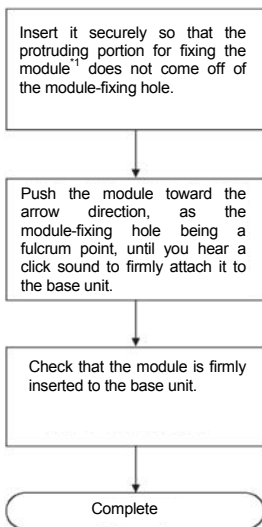 Insert it securely so that the
protruding portion for fixing the
module*1 does not come off of
the module-fixing hole.
Push the module toward the
arrow direction, as the
module-fixing hole being a
fulcrum point, until you hear a
click sound to firmly attach it to
the base unit.
Check that the module is firmly
inserted to the base unit.
Complete